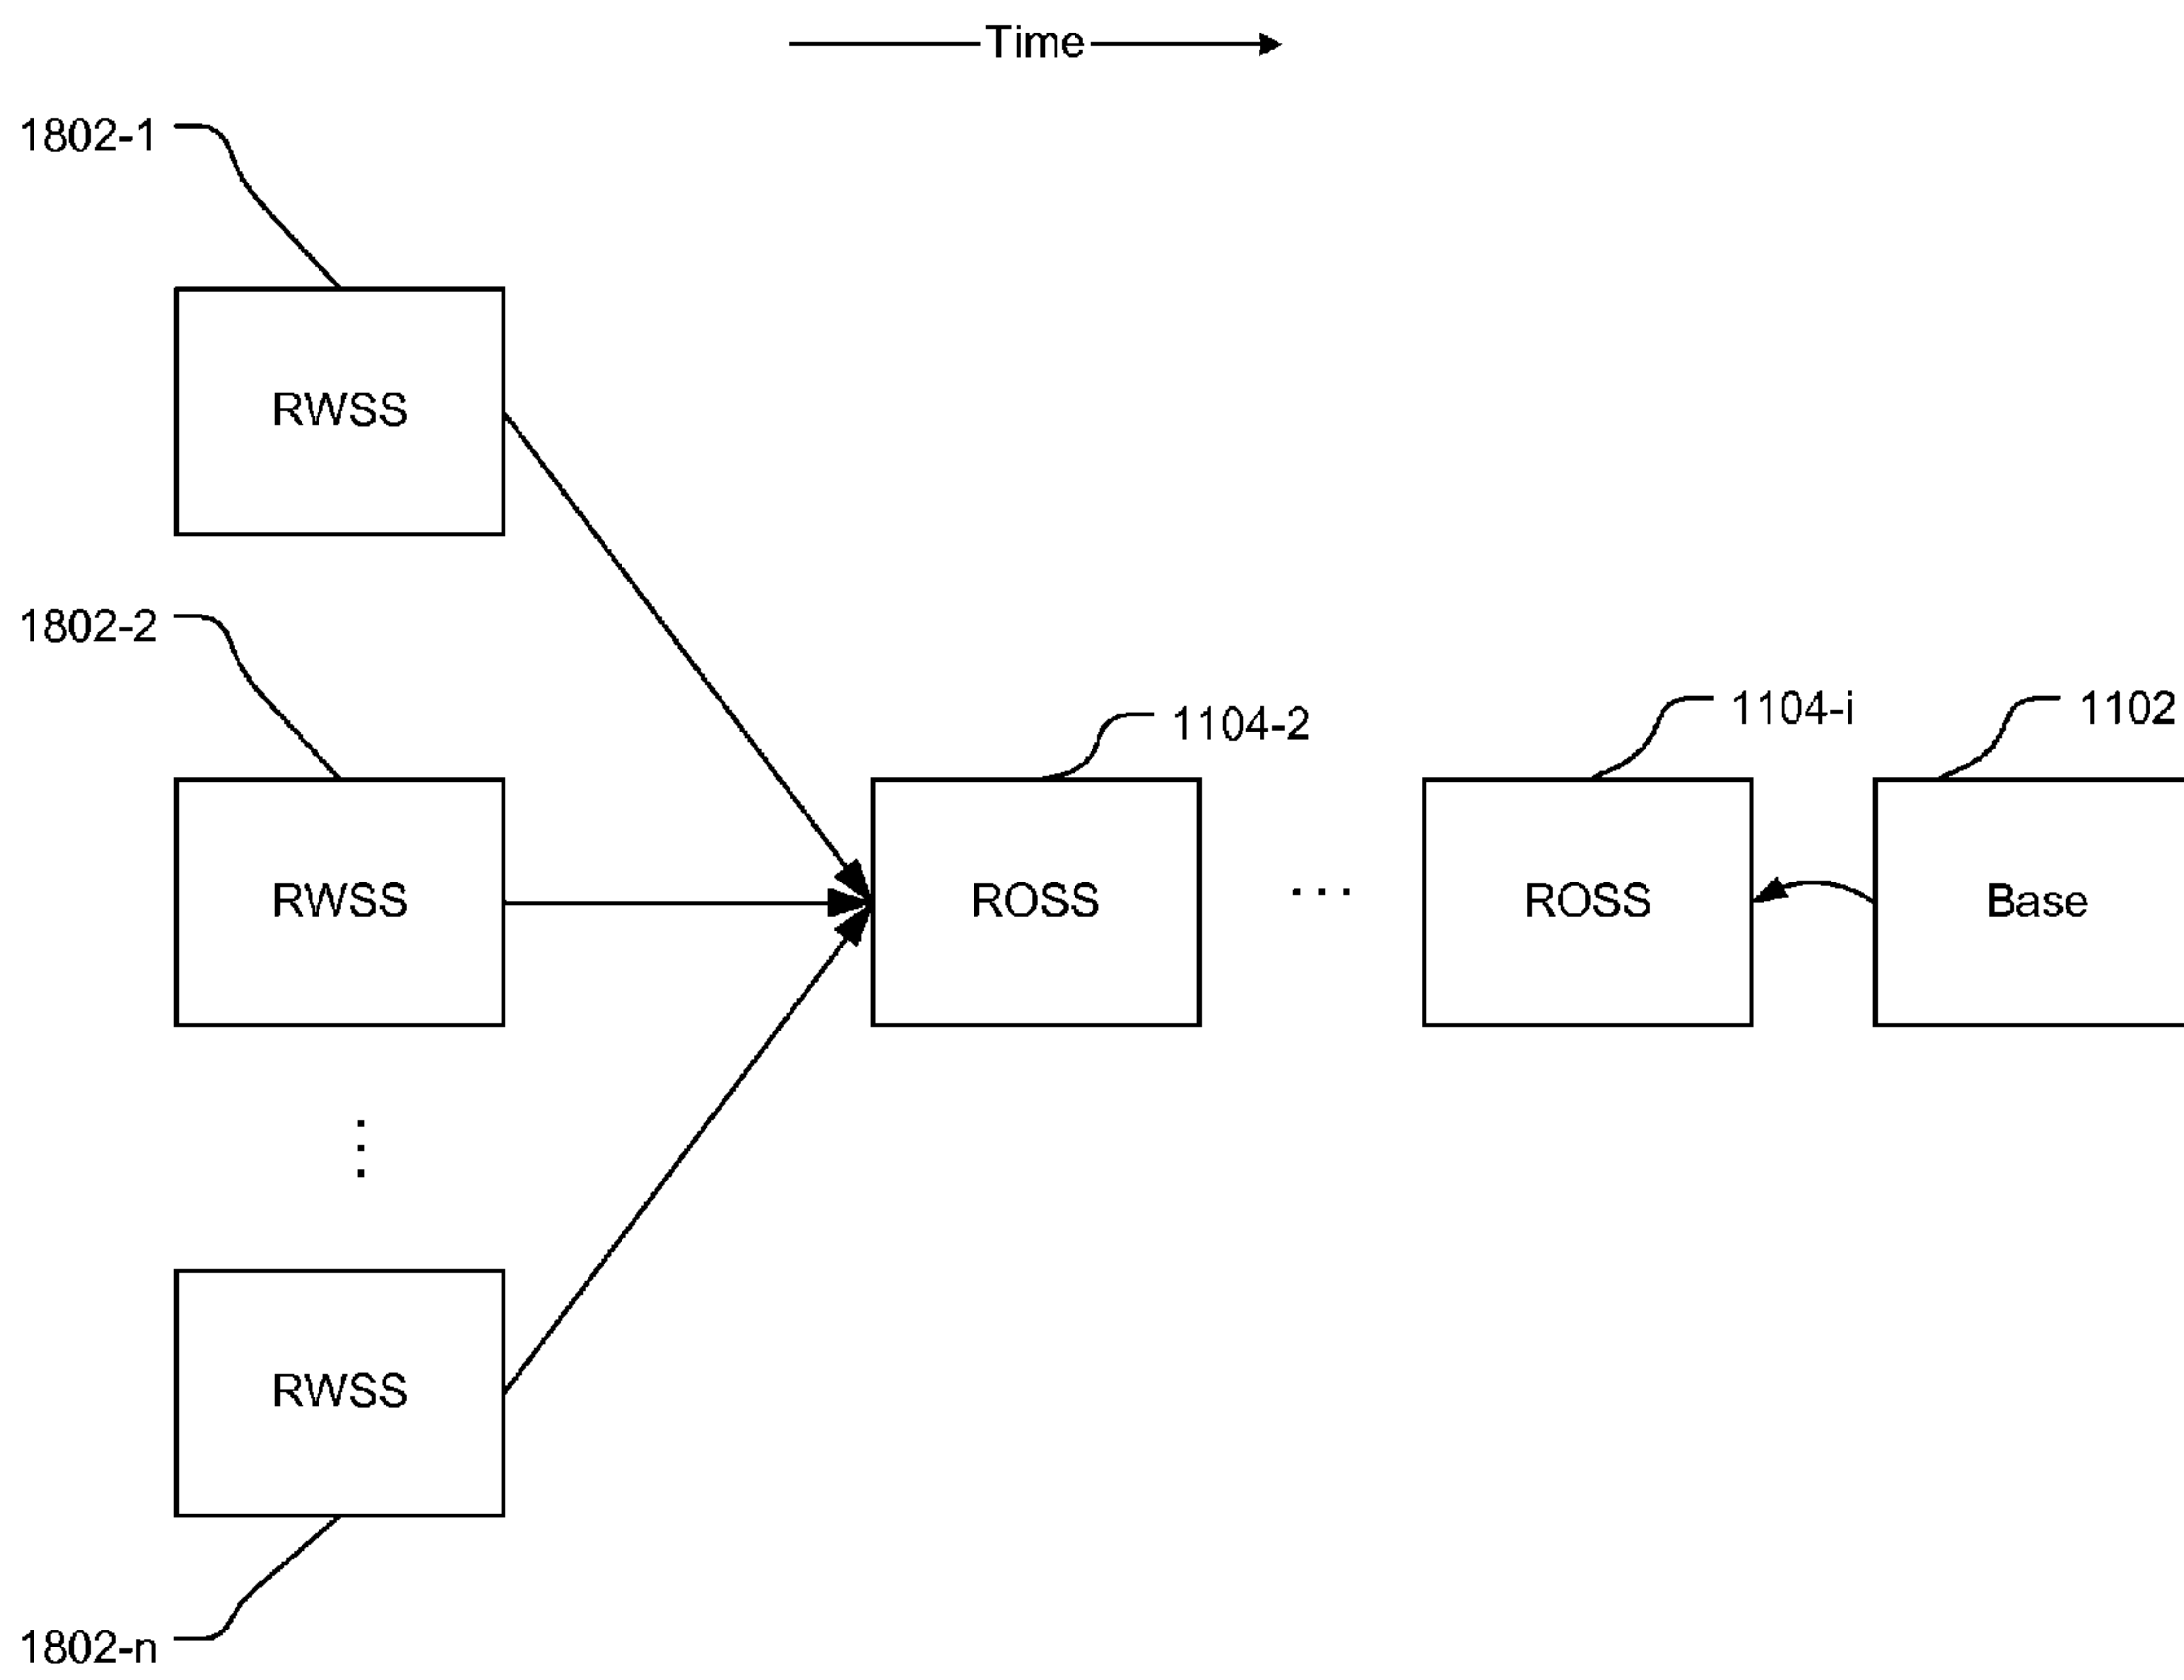 Time
1802-1
RWSS
1802-2
1104-2
1104-i
1102
RWSS
ROSS
...
ROSS
Base
RWSS
1802-n